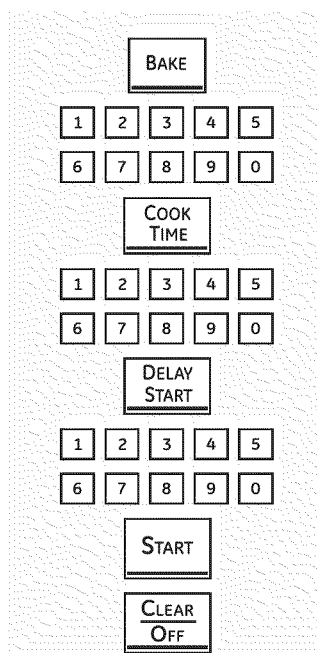 BAKE
1 2 3 4 5
6 7 8 9 0
COOK
TIME
1 2 3 4 5
6 7 8 9 0
DELAY
START
1 2 3 4 5
6 7 8 9 0
START
CLEAR
OFF